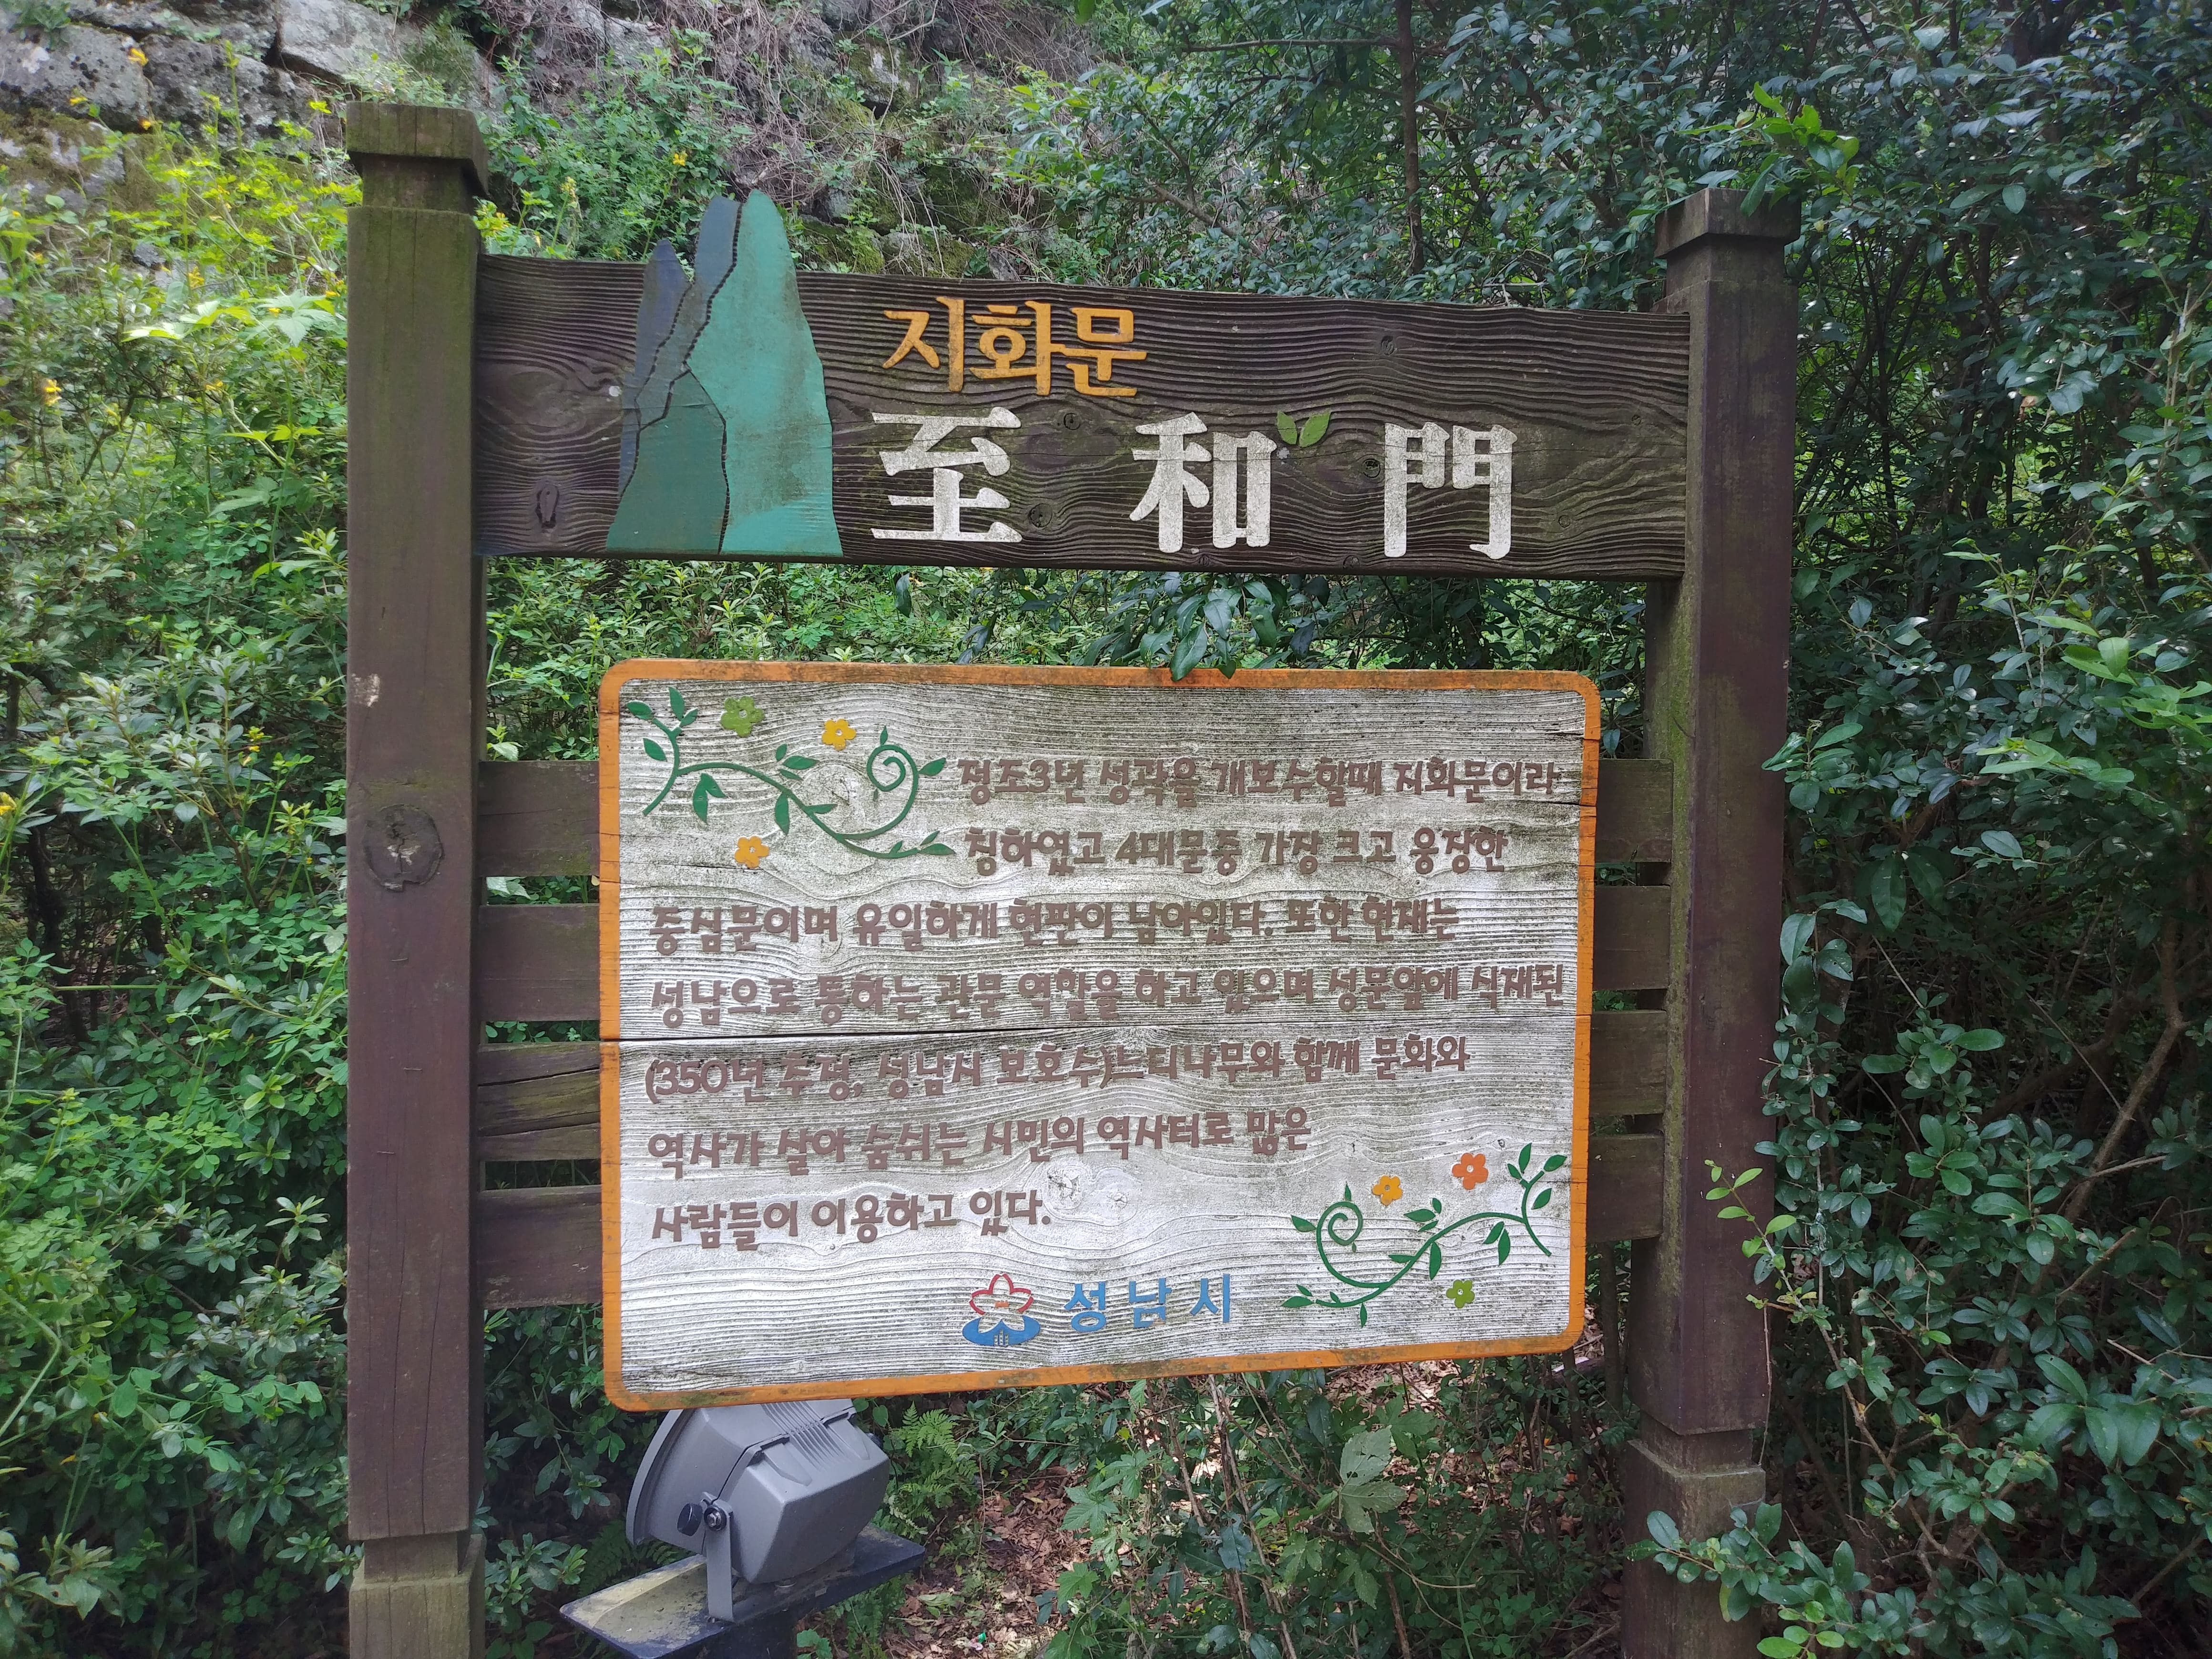 지화문
至和門
정조3년 성곽을 개보수할때 지화문이라
칭하였고 4대문중 가장 크고 웅장한
중심문이며 유일하게 현판이 남아있다. 또한 현재는
성남으로 통하는 관문 역할을 하고 있으며 성문앞에 식재된
(350년 추정, 성남시 보호수)느티나무와 함께 문화와
역사가 살아 숨쉬는 시민의 역사터로 많은
사람들이 이용하고 있다.
성남시